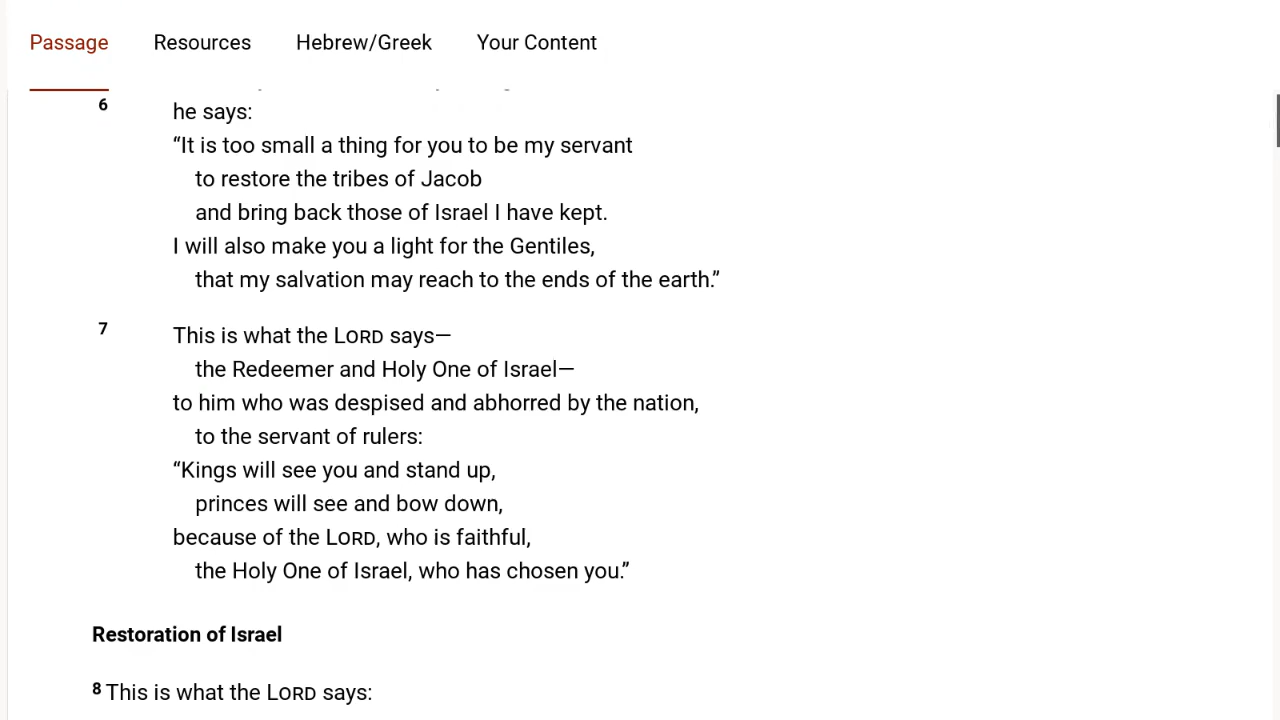 Passage Resources Hebrew/Greek Your Content
6 he says:
“It is too small a thing for you to be my servant
to restore the tribes of Jacob
and bring back those of Israel I have kept.
I will also make you a light for the Gentiles,
that my salvation may reach to the ends of the earth.”
7 This is what the LORD says—
the Redeemer and Holy One of Israel—
to him who was despised and abhorred by the nation,
to the servant of rulers:
“Kings will see you and stand up,
princes will see and bow down,
because of the LORD, who is faithful,
the Holy One of Israel, who has chosen you.”
Restoration of Israel
8 This is what the LORD says: